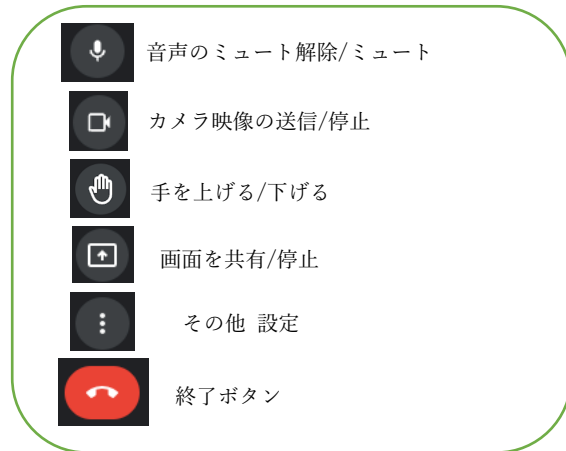 音声のミュート解除/ミュート
カメラ映像の送信/停止
手を上げる/下げる
画面を共有/停止
その他 設定
終了ボタン